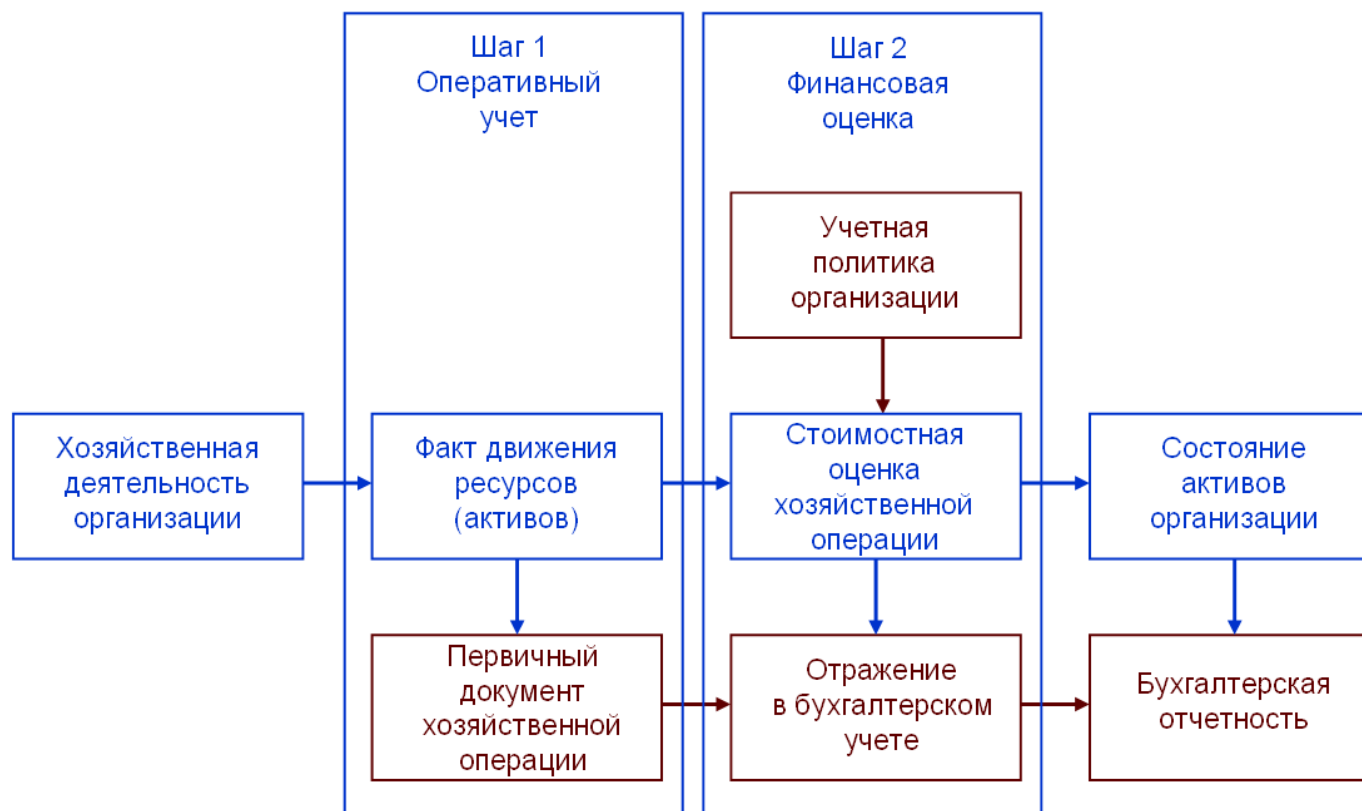 Шаг 1
Оперативный
учет
Шаг 2
Финансовая
оценка
Учетная
политика
организации
Хозяйственная
деятельность
организации
Факт движения
ресурсов
(активов)
Стоимостная
оценка
хозяйственной
операции
Состояние
активов
организации
Первичный
документ
хозяйственной
операции
Отражение
в бухгалтерском
учете
Бухгалтерская
отчетность